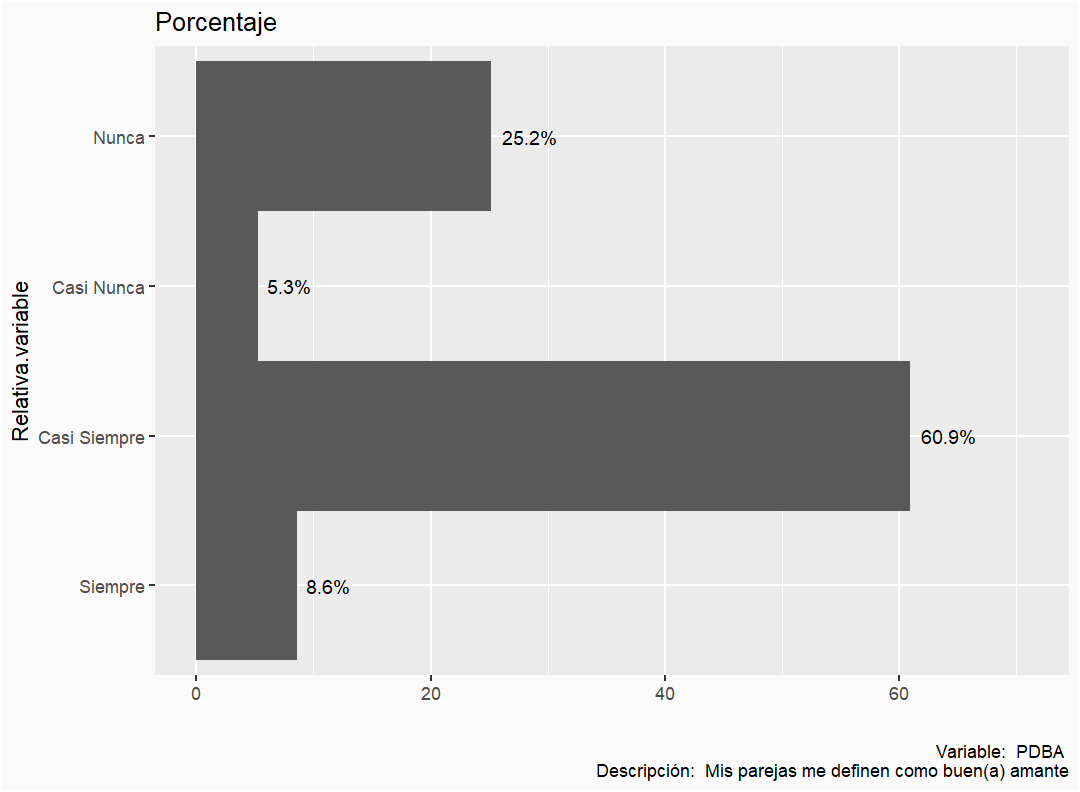 Porcentaje
Relativa.variable
Nunca
25.2%
Casi Nunca
5.3%
Casi Siempre
60.9%
Siempre
8.6%
0 20 40 60
Variable: PDBA
Descripción: Mis parejas me definen como buen(a) amante